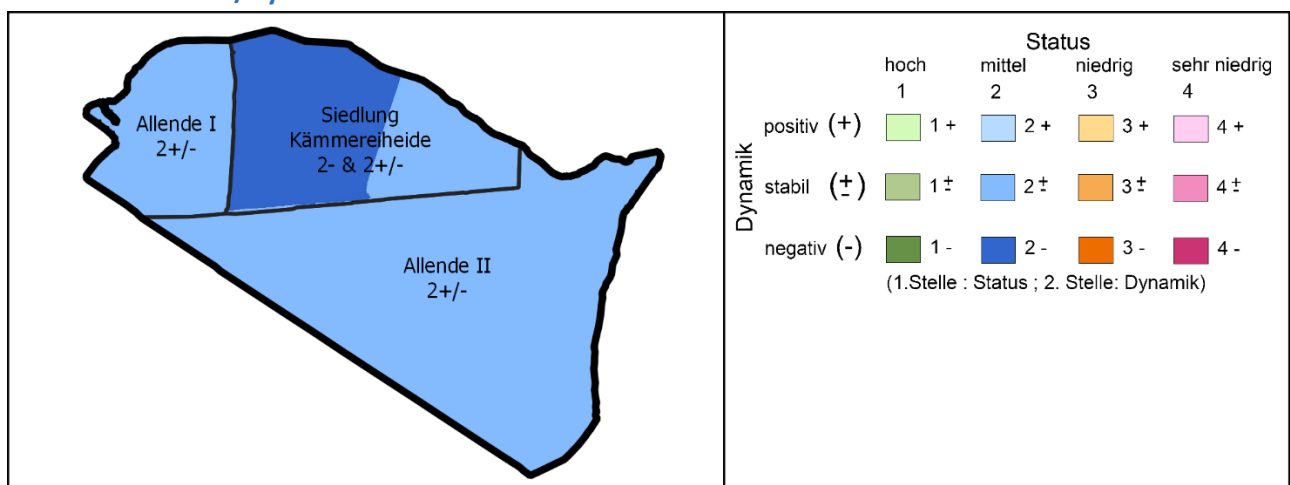 Allende I
2+/-
Siedlung
Kämmereiheide
2- & 2+/-
Allende II
2+/-
Status
hoch mittel niedrig sehr niedrig
1 2 3 4
Dynamik
positiv (+) 1 + 2 + 3 + 4 +
stabil (±) 1 ± 2 ± 3 ± 4 ±
negativ (-) 1 - 2 - 3 - 4 -
(1.Stelle : Status ; 2. Stelle: Dynamik)